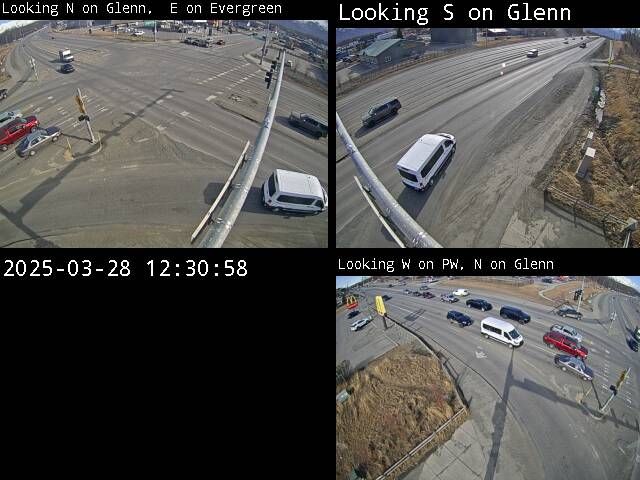 Looking N on Glenn,  E on Evergreen
Looking S on Glenn
2025-03-28 12:30:58
Looking W on PW, N on Glenn